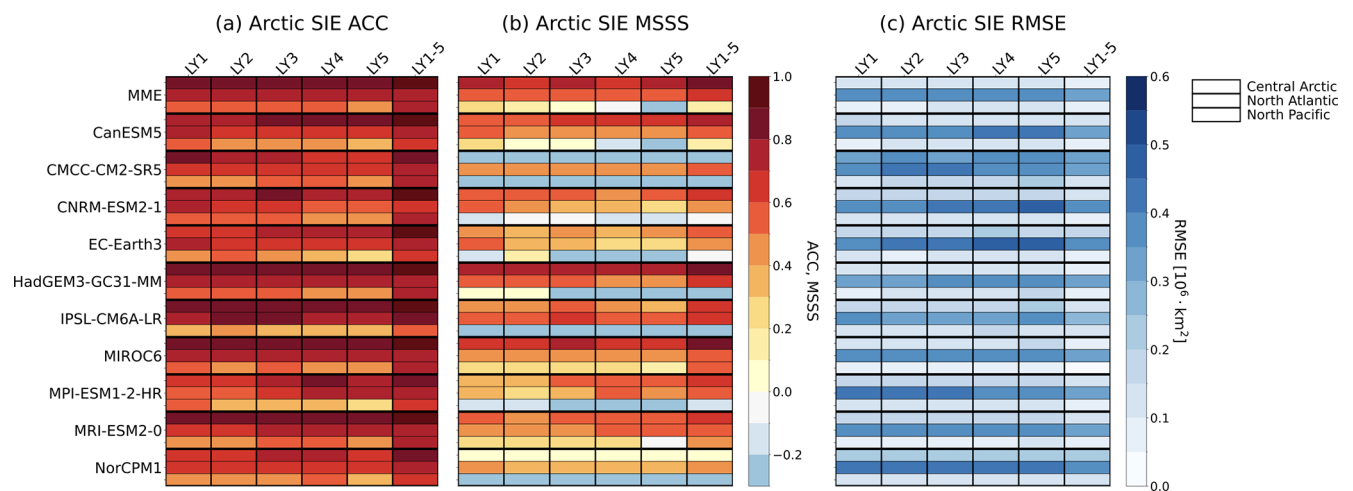 (a) Arctic SIE ACC
(b) Arctic SIE MSSS
(c) Arctic SIE RMSE
LY1 LY2 LY3 LY4 LY5 LY1-5
LY1 LY2 LY3 LY4 LY5 LY1-5
LY1 LY2 LY3 LY4 LY5 LY1-5
MME
CanESM5
CMCC-CM2-SR5
CNRM-ESM2-1
EC-Earth3
HadGEM3-GC31-MM
IPSL-CM6A-LR
MIROC6
MPI-ESM1-2-HR
MRI-ESM2-0
NorCPM1
1.0
0.8
0.6
0.4
0.2
0.0
−0.2
ACC, MSSS
0.6
0.5
0.4
0.3
0.2
0.1
0.0
RMSE [10⁶ · km²]
Central Arctic
North Atlantic
North Pacific